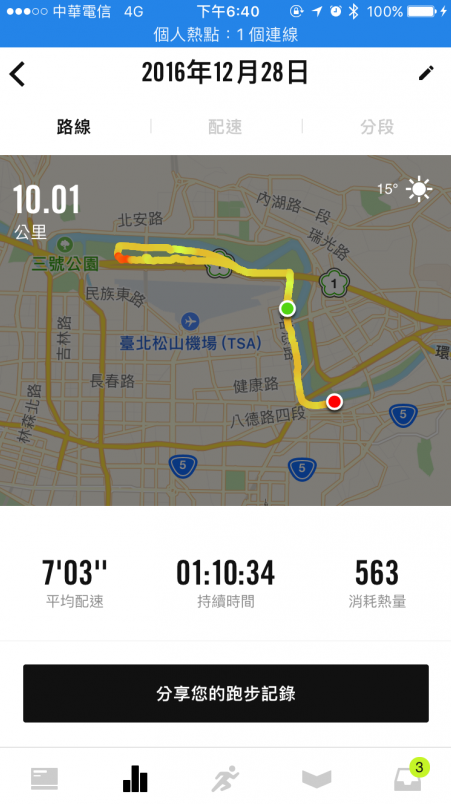 中華電信 4G 下午6:40 100%
個人熱點：1 個連線
2016年12月28日
路線 配速 分段
10.01
公里
15°
內湖路一段
北安路
瑞光路
三號公園
1
1
民族東路
臺北松山機場 (TSA)
吉林路
環
長春路
健康路
林森北路
八德路四段
5
5
5
7'03" 01:10:34 563
平均配速 持續時間 消耗熱量
分享您的跑步記錄
3